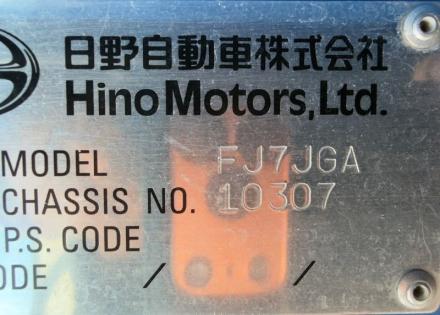 日野自動車株式会社
Hino Motors, Ltd.
MODEL FJ7JGA
CHASSIS NO. 10307
P.S. CODE
ODE / /